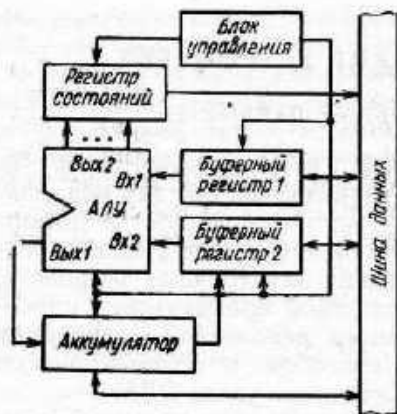 Блок
управления
Регистр
состояний
Вых2
Вх1
АЛУ
Вых1
Вх2
Буферный
регистр 1
Буферный
регистр 2
Аккумулятор
Шина данных